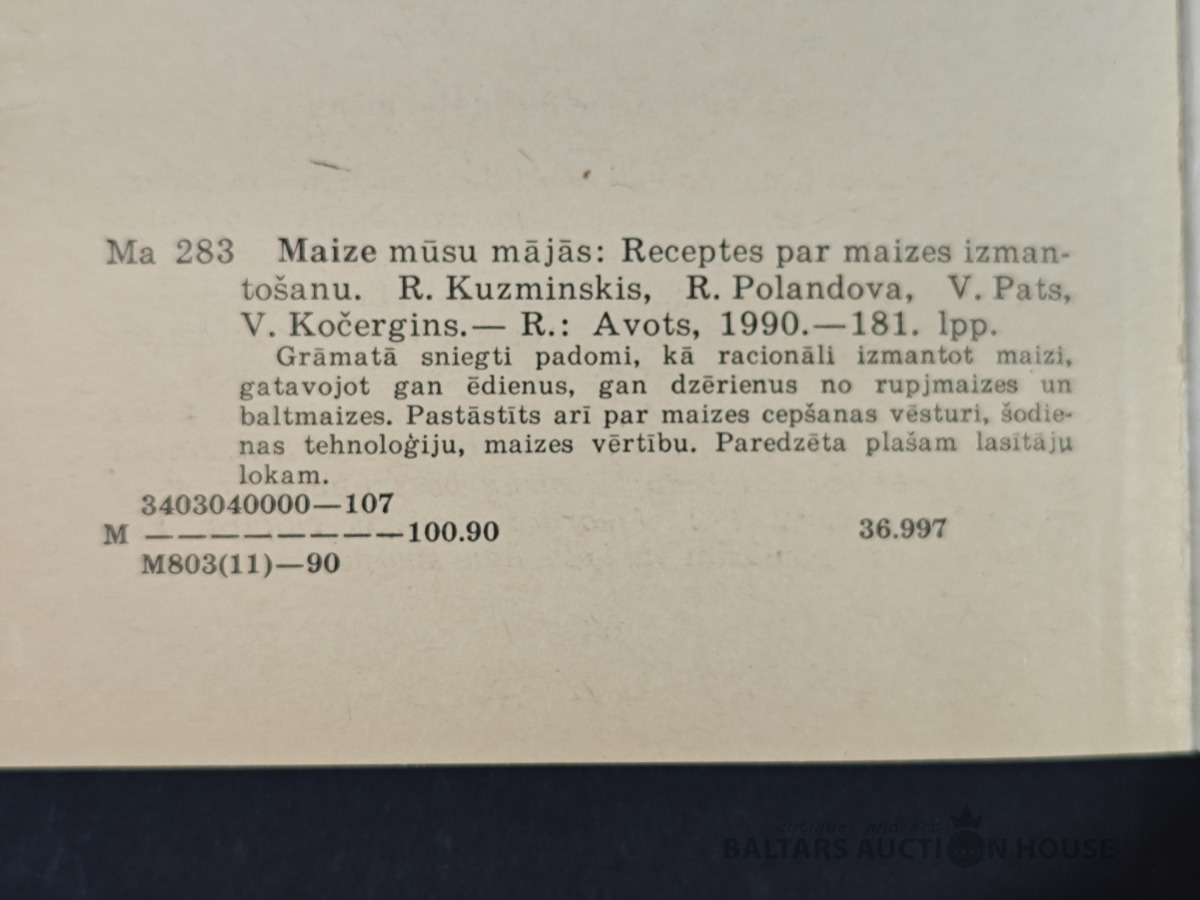 Ma 283 Maize mūsu mājās: Receptes par maizes izman-
tošanu. R. Kuzminskis, R. Polandova, V. Pats,
V. Kočergins.— R.: Avots, 1990.—181. lpp.
Grāmatā sniegti padomi, kā racionāli izmantot maizi,
gatavojot gan ēdienus, gan dzērienus no rupjmaizes un
baltmaizes. Pastāstīts arī par maizes cepšanas vēsturi, šodie-
nas tehnoloģiju, maizes vērtību. Paredzēta plašam lasītāju
lokam.
3403040000—107
M ————————100.90 36.997
M803(11)—90
antiques and art
BALTARS AUCTION HOUSE